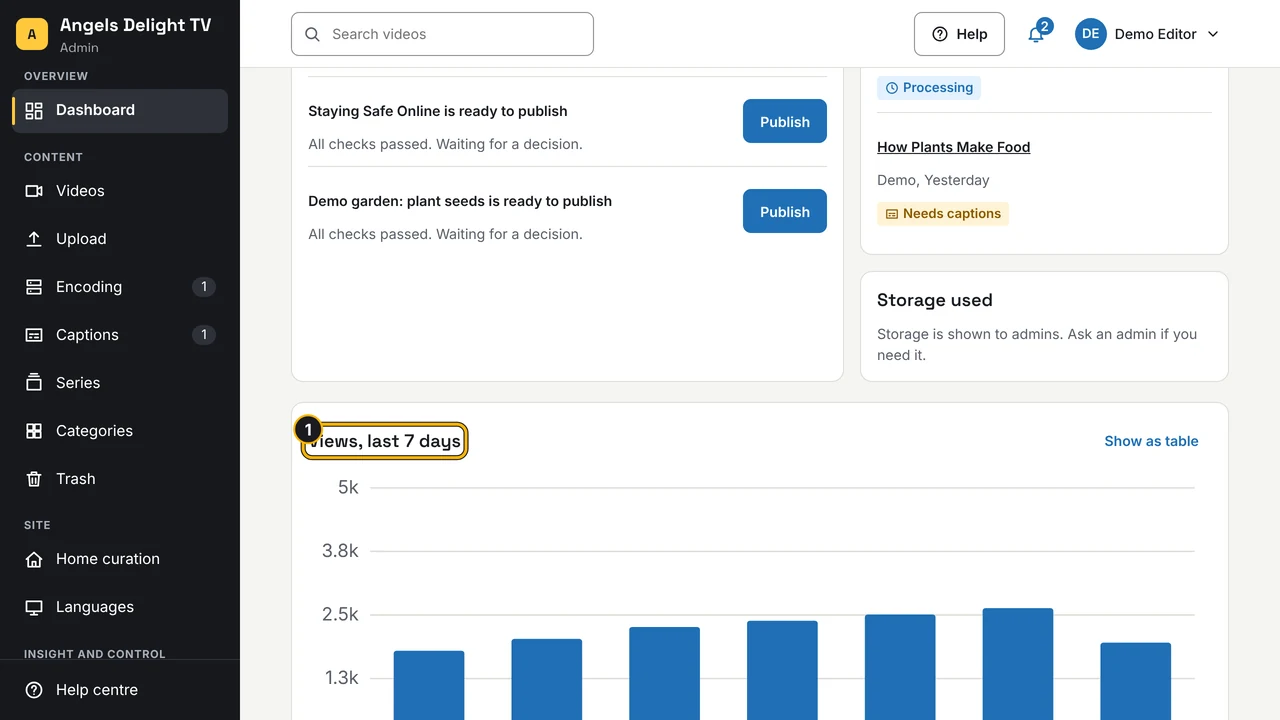 A
Angels Delight TV
Admin
OVERVIEW
Dashboard
CONTENT
Videos
Upload
Encoding 1
Captions 1
Series
Categories
Trash
SITE
Home curation
Languages
INSIGHT AND CONTROL
Help centre
Search videos
Help
2
DE
Demo Editor
Staying Safe Online is ready to publish
All checks passed. Waiting for a decision.
Publish
Demo garden: plant seeds is ready to publish
All checks passed. Waiting for a decision.
Publish
Processing
How Plants Make Food
Demo, Yesterday
Needs captions
Storage used
Storage is shown to admins. Ask an admin if you
need it.
1
Views, last 7 days
Show as table
5k
3.8k
2.5k
1.3k